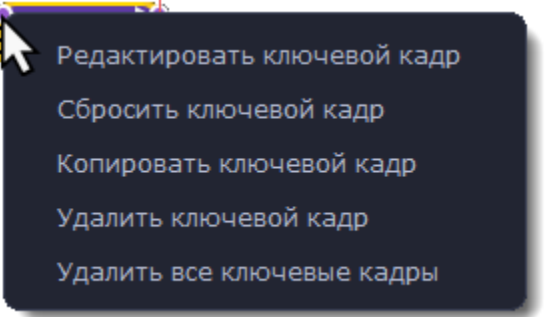 Редактировать ключевой кадр
Сбросить ключевой кадр
Копировать ключевой кадр
Удалить ключевой кадр
Удалить все ключевые кадры